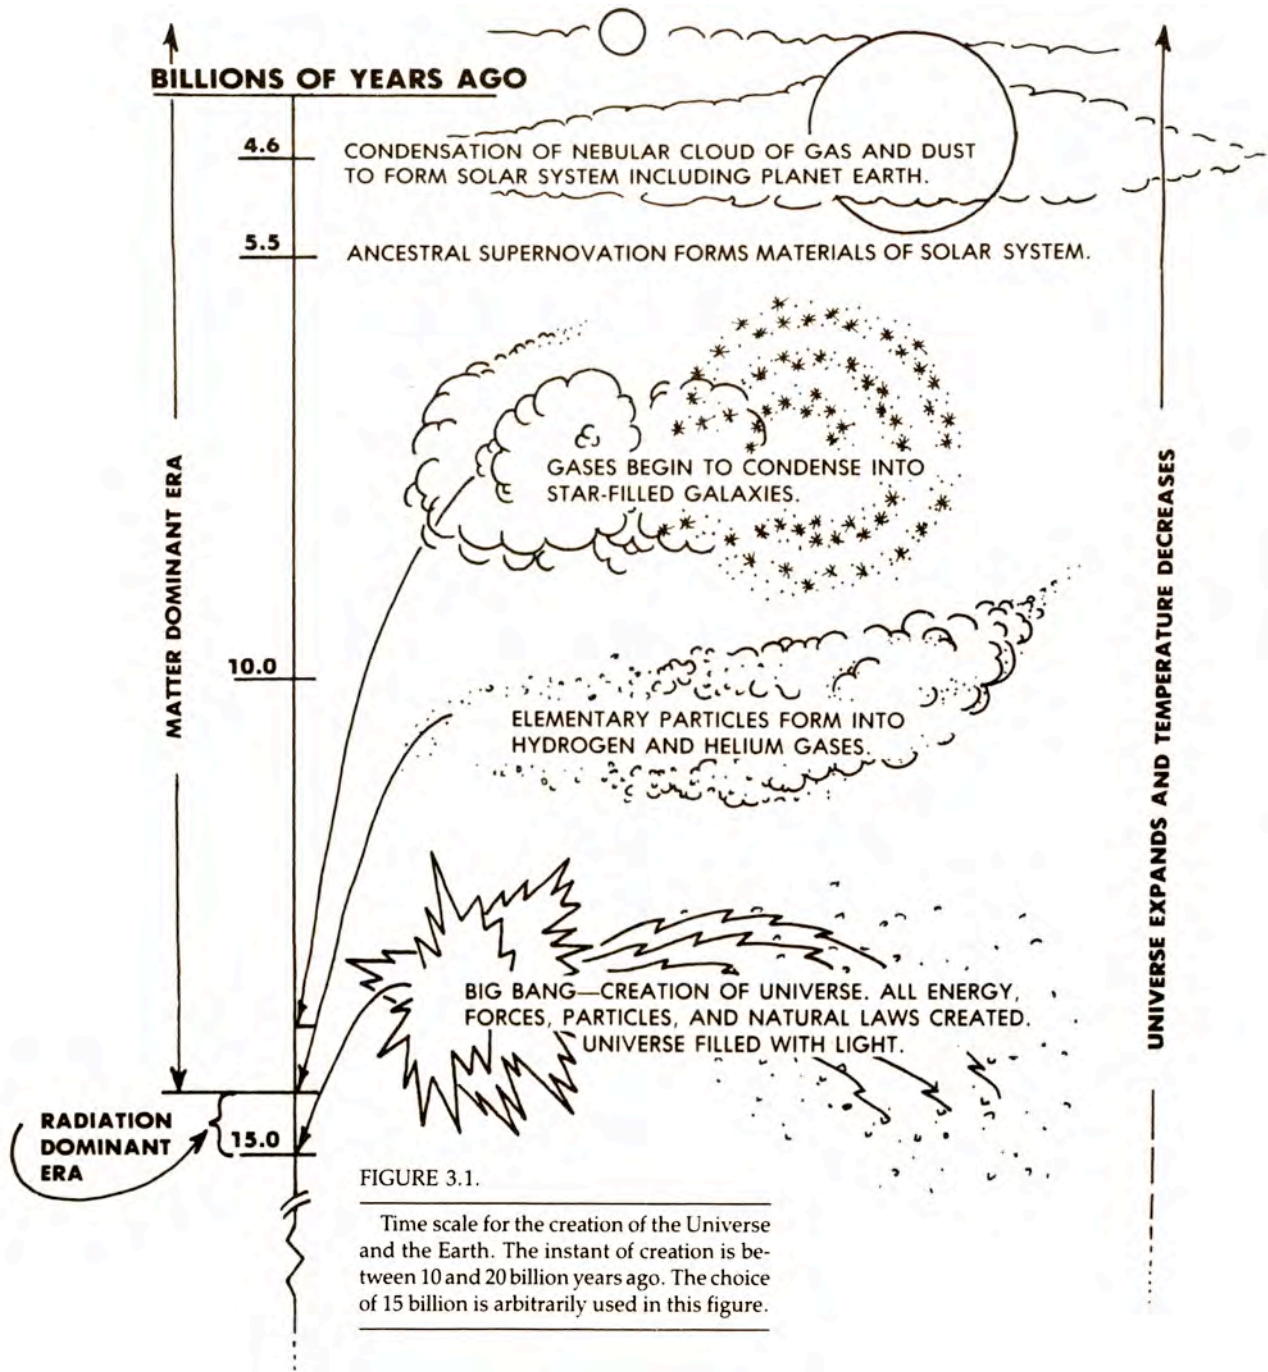 BILLIONS OF YEARS AGO
4.6
CONDENSATION OF NEBULAR CLOUD OF GAS AND DUST
TO FORM SOLAR SYSTEM INCLUDING PLANET EARTH.
5.5
ANCESTRAL SUPERNOVATION FORMS MATERIALS OF SOLAR SYSTEM.
GASES BEGIN TO CONDENSE INTO
STAR-FILLED GALAXIES.
MATTER DOMINANT ERA
UNIVERSE EXPANDS AND TEMPERATURE DECREASES
10.0
ELEMENTARY PARTICLES FORM INTO
HYDROGEN AND HELIUM GASES.
BIG BANG—CREATION OF UNIVERSE. ALL ENERGY,
FORCES, PARTICLES, AND NATURAL LAWS CREATED.
UNIVERSE FILLED WITH LIGHT.
RADIATION
DOMINANT
ERA
15.0
FIGURE 3.1.
Time scale for the creation of the Universe
and the Earth. The instant of creation is be-
tween 10 and 20 billion years ago. The choice
of 15 billion is arbitrarily used in this figure.